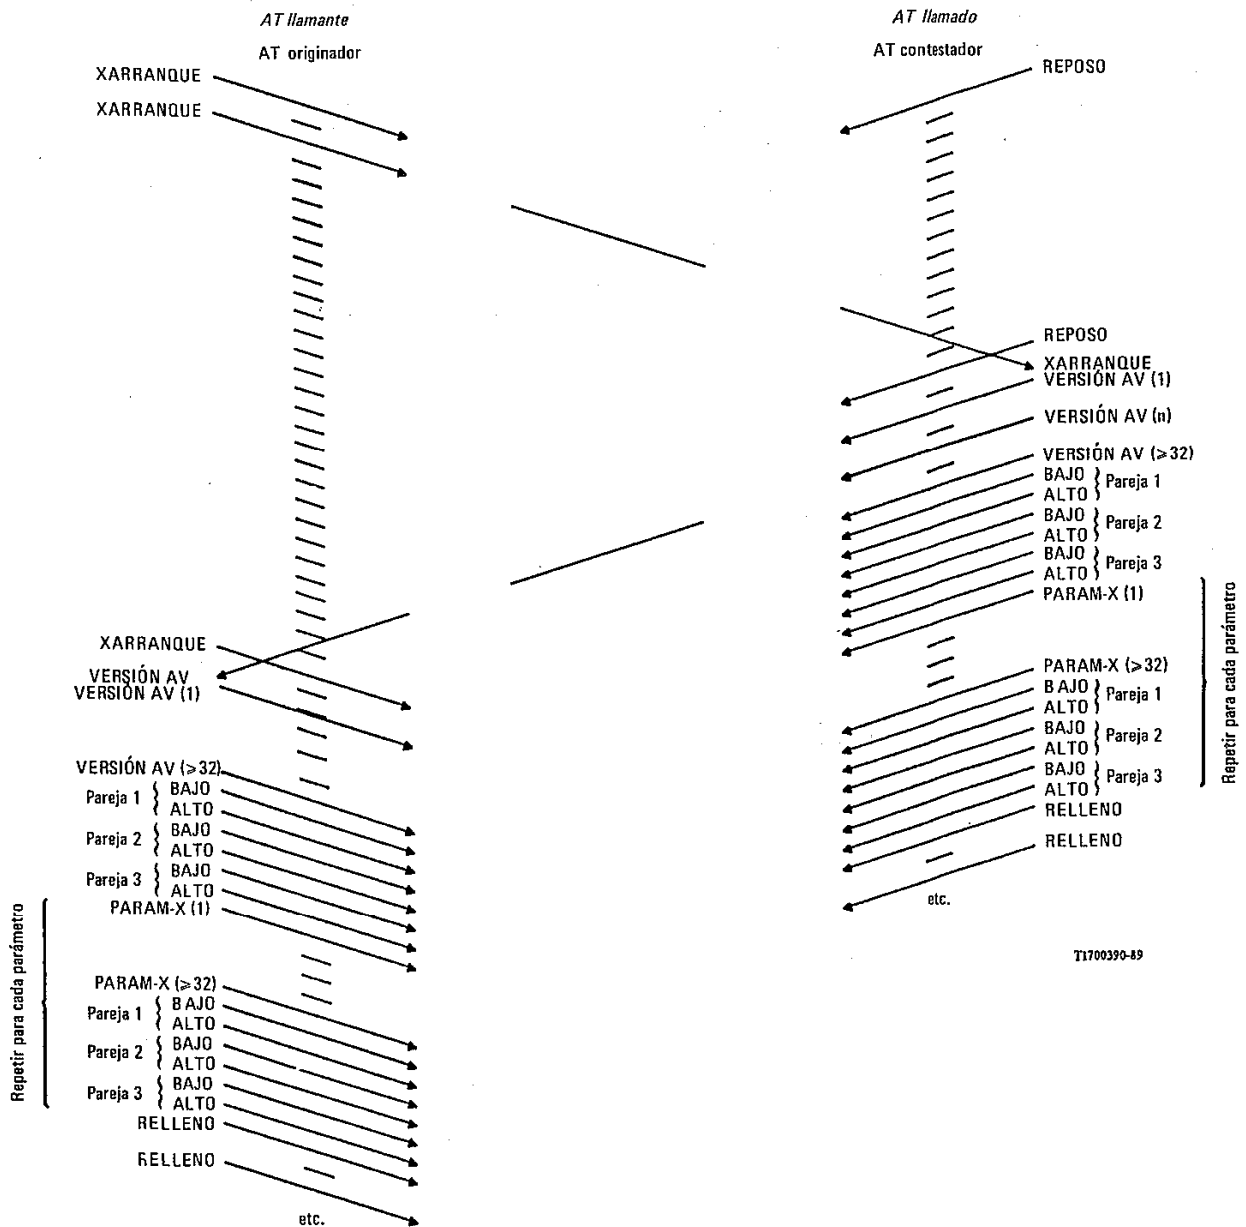 AT llamante
AT originador
XARRANQUE
XARRANQUE
XARRANQUE
VERSIÓN AV
VERSIÓN AV (1)
VERSIÓN AV (≥32)
Pareja 1 { BAJO
ALTO
Pareja 2 { BAJO
ALTO
Pareja 3 { BAJO
ALTO
PARAM-X (1)
PARAM-X (≥32)
Pareja 1 { BAJO
ALTO
Pareja 2 { BAJO
ALTO
Pareja 3 { BAJO
ALTO
RELLENO
RELLENO
etc.
Repetir para cada parámetro
AT llamado
AT contestador
REPOSO
REPOSO
XARRANQUE
VERSIÓN AV (1)
VERSIÓN AV (n)
VERSIÓN AV (≥32)
BAJO } Pareja 1
ALTO
BAJO } Pareja 2
ALTO
BAJO } Pareja 3
ALTO
PARAM-X (1)
PARAM-X (≥32)
BAJO } Pareja 1
ALTO
BAJO } Pareja 2
ALTO
BAJO } Pareja 3
ALTO
RELLENO
RELLENO
etc.
Repetir para cada parámetro
T1700390-89